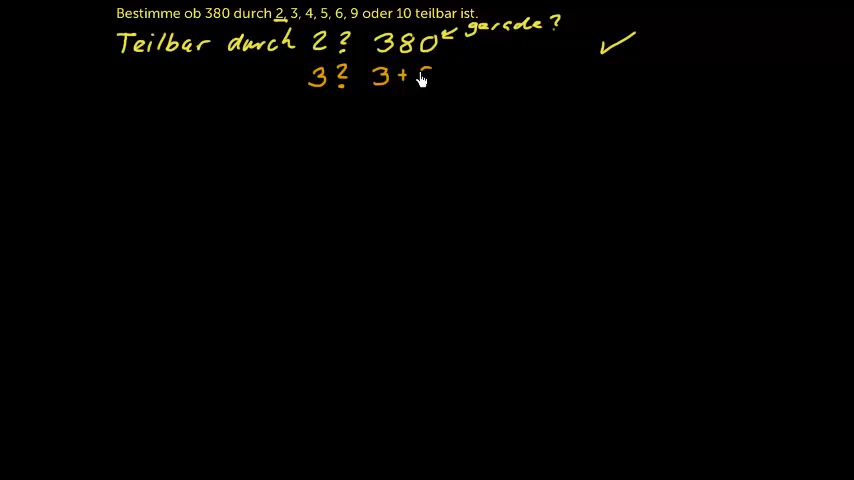 Bestimme ob 380 durch 2, 3, 4, 5, 6, 9 oder 10 teilbar ist.
Teilbar durch 2? 380 ↙ gerade? ✓
3? 3 +